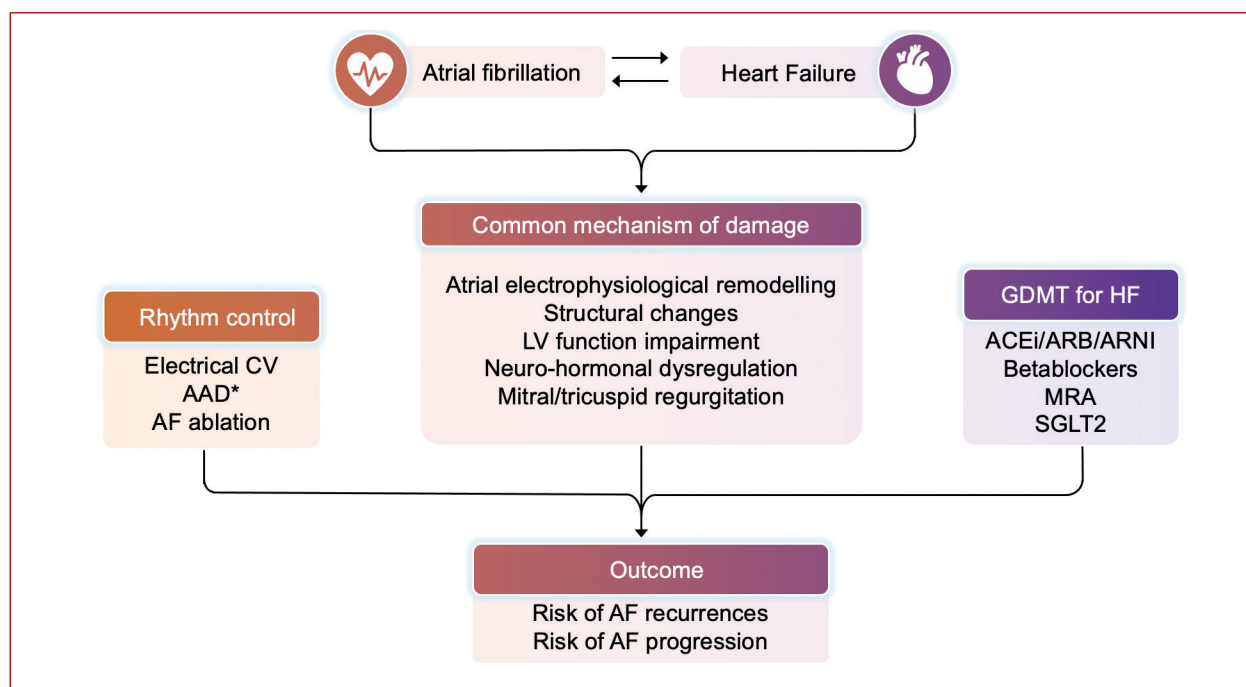 Atrial fibrillation
Heart Failure
Common mechanism of damage
Atrial electrophysiological remodelling
Structural changes
LV function impairment
Neuro-hormonal dysregulation
Mitral/tricuspid regurgitation
Rhythm control
Electrical CV
AAD*
AF ablation
GDMT for HF
ACEi/ARB/ARNI
Betablockers
MRA
SGLT2
Outcome
Risk of AF recurrences
Risk of AF progression